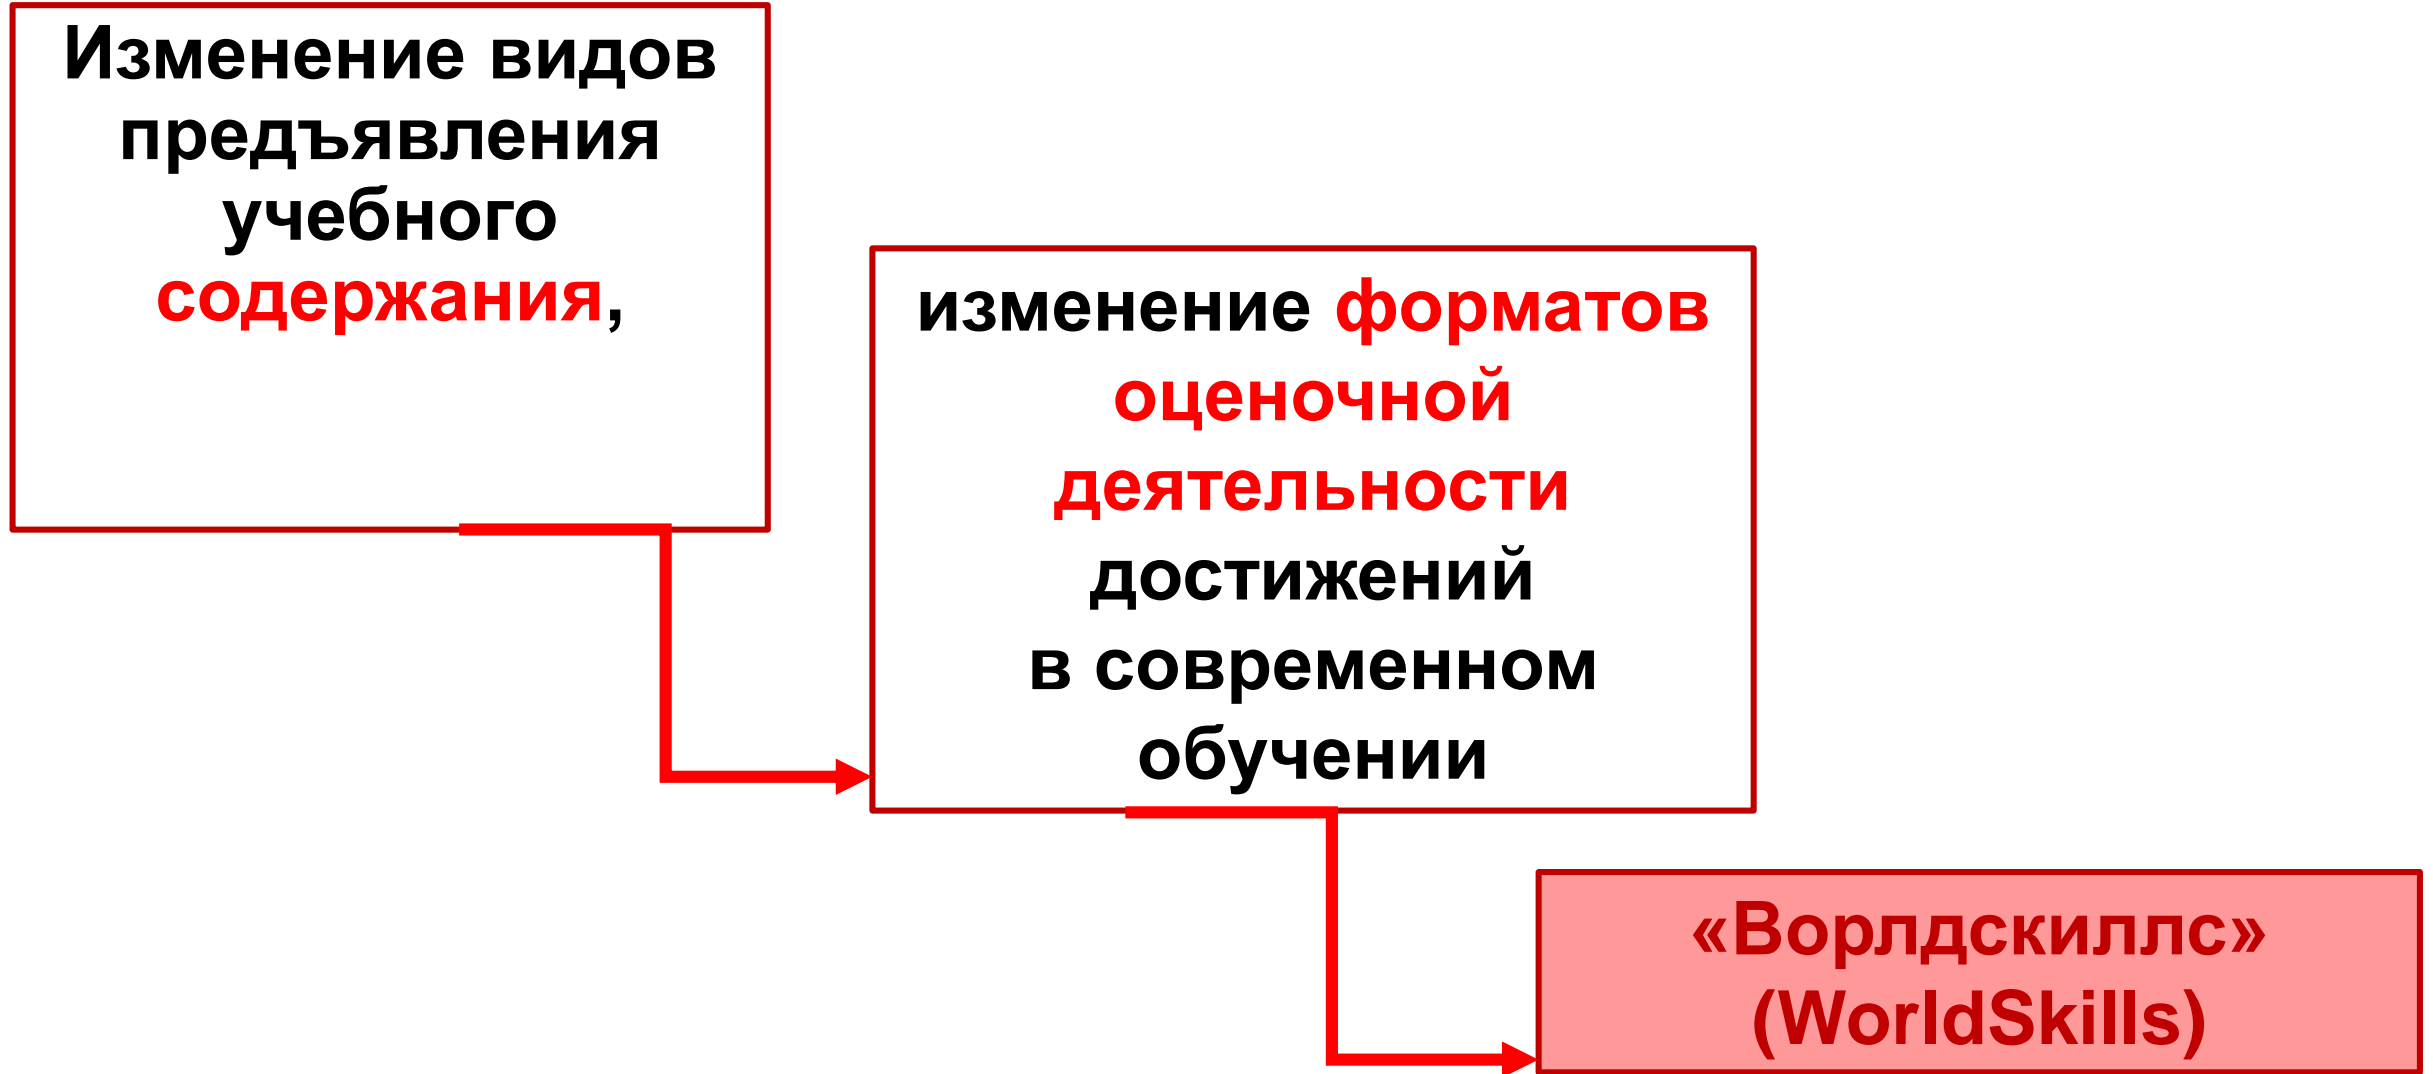 Изменение видов
предъявления
учебного
содержания,
изменение форматов
оценочной
деятельности
достижений
в современном
обучении
«Ворлдскиллс»
(WorldSkills)